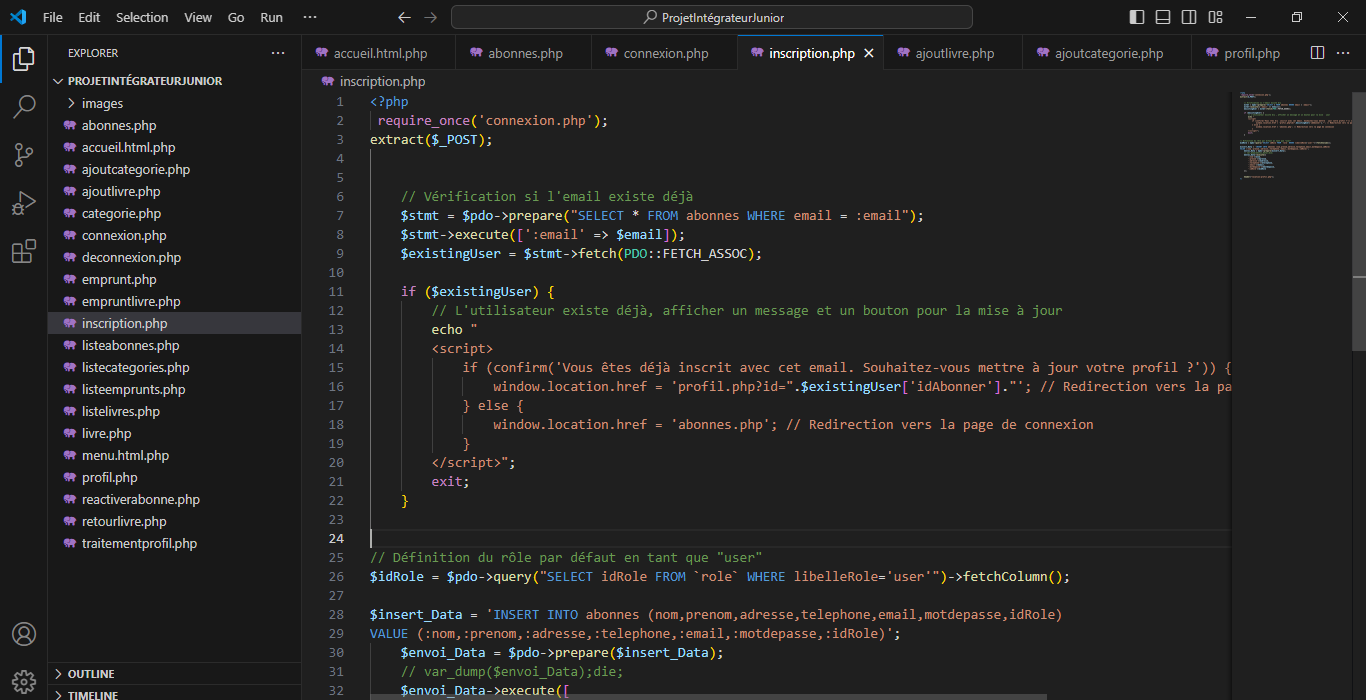 File Edit Selection View Go Run ··· ProjetIntégrateurJunior
EXPLORER ···
PROJETINTÉGRATEURJUNIOR
images
abonnes.php
accueil.html.php
ajoutcategorie.php
ajoutlivre.php
categorie.php
connexion.php
deconnexion.php
emprunt.php
empruntlivre.php
inscription.php
listeabonnes.php
listecategories.php
listeemprunts.php
listelivres.php
livre.php
menu.html.php
profil.php
reactiverabonne.php
retourlivre.php
traitementprofil.php
OUTLINE
TIMELINE
accueil.html.php abonnes.php connexion.php inscription.php ajoutlivre.php ajoutcategorie.php profil.php ···
inscription.php
1 <?php
2 require_once('connexion.php');
3 extract($_POST);
4
5
6 // Vérification si l'email existe déjà
7 $stmt = $pdo->prepare("SELECT * FROM abonnes WHERE email = :email");
8 $stmt->execute([':email' => $email]);
9 $existingUser = $stmt->fetch(PDO::FETCH_ASSOC);
10
11 if ($existingUser) {
12 // L'utilisateur existe déjà, afficher un message et un bouton pour la mise à jour
13 echo "
14 <script>
15 if (confirm('Vous êtes déjà inscrit avec cet email. Souhaitez-vous mettre à jour votre profil ?')) {
16 window.location.href = 'profil.php?id=".$existingUser['idAbonner']."'; // Redirection vers la pa
17 } else {
18 window.location.href = 'abonnes.php'; // Redirection vers la page de connexion
19 }
20 </script>";
21 exit;
22 }
23
24
25 // Définition du rôle par défaut en tant que "user"
26 $idRole = $pdo->query("SELECT idRole FROM `role` WHERE libelleRole='user'")->fetchColumn();
27
28 $insert_Data = 'INSERT INTO abonnes (nom,prenom,adresse,telephone,email,motdepasse,idRole)
29 VALUE (:nom,:prenom,:adresse,:telephone,:email,:motdepasse,:idRole)';
30 $envoi_Data = $pdo->prepare($insert_Data);
31 // var_dump($envoi_Data);die;
32 $envoi_Data->execute([